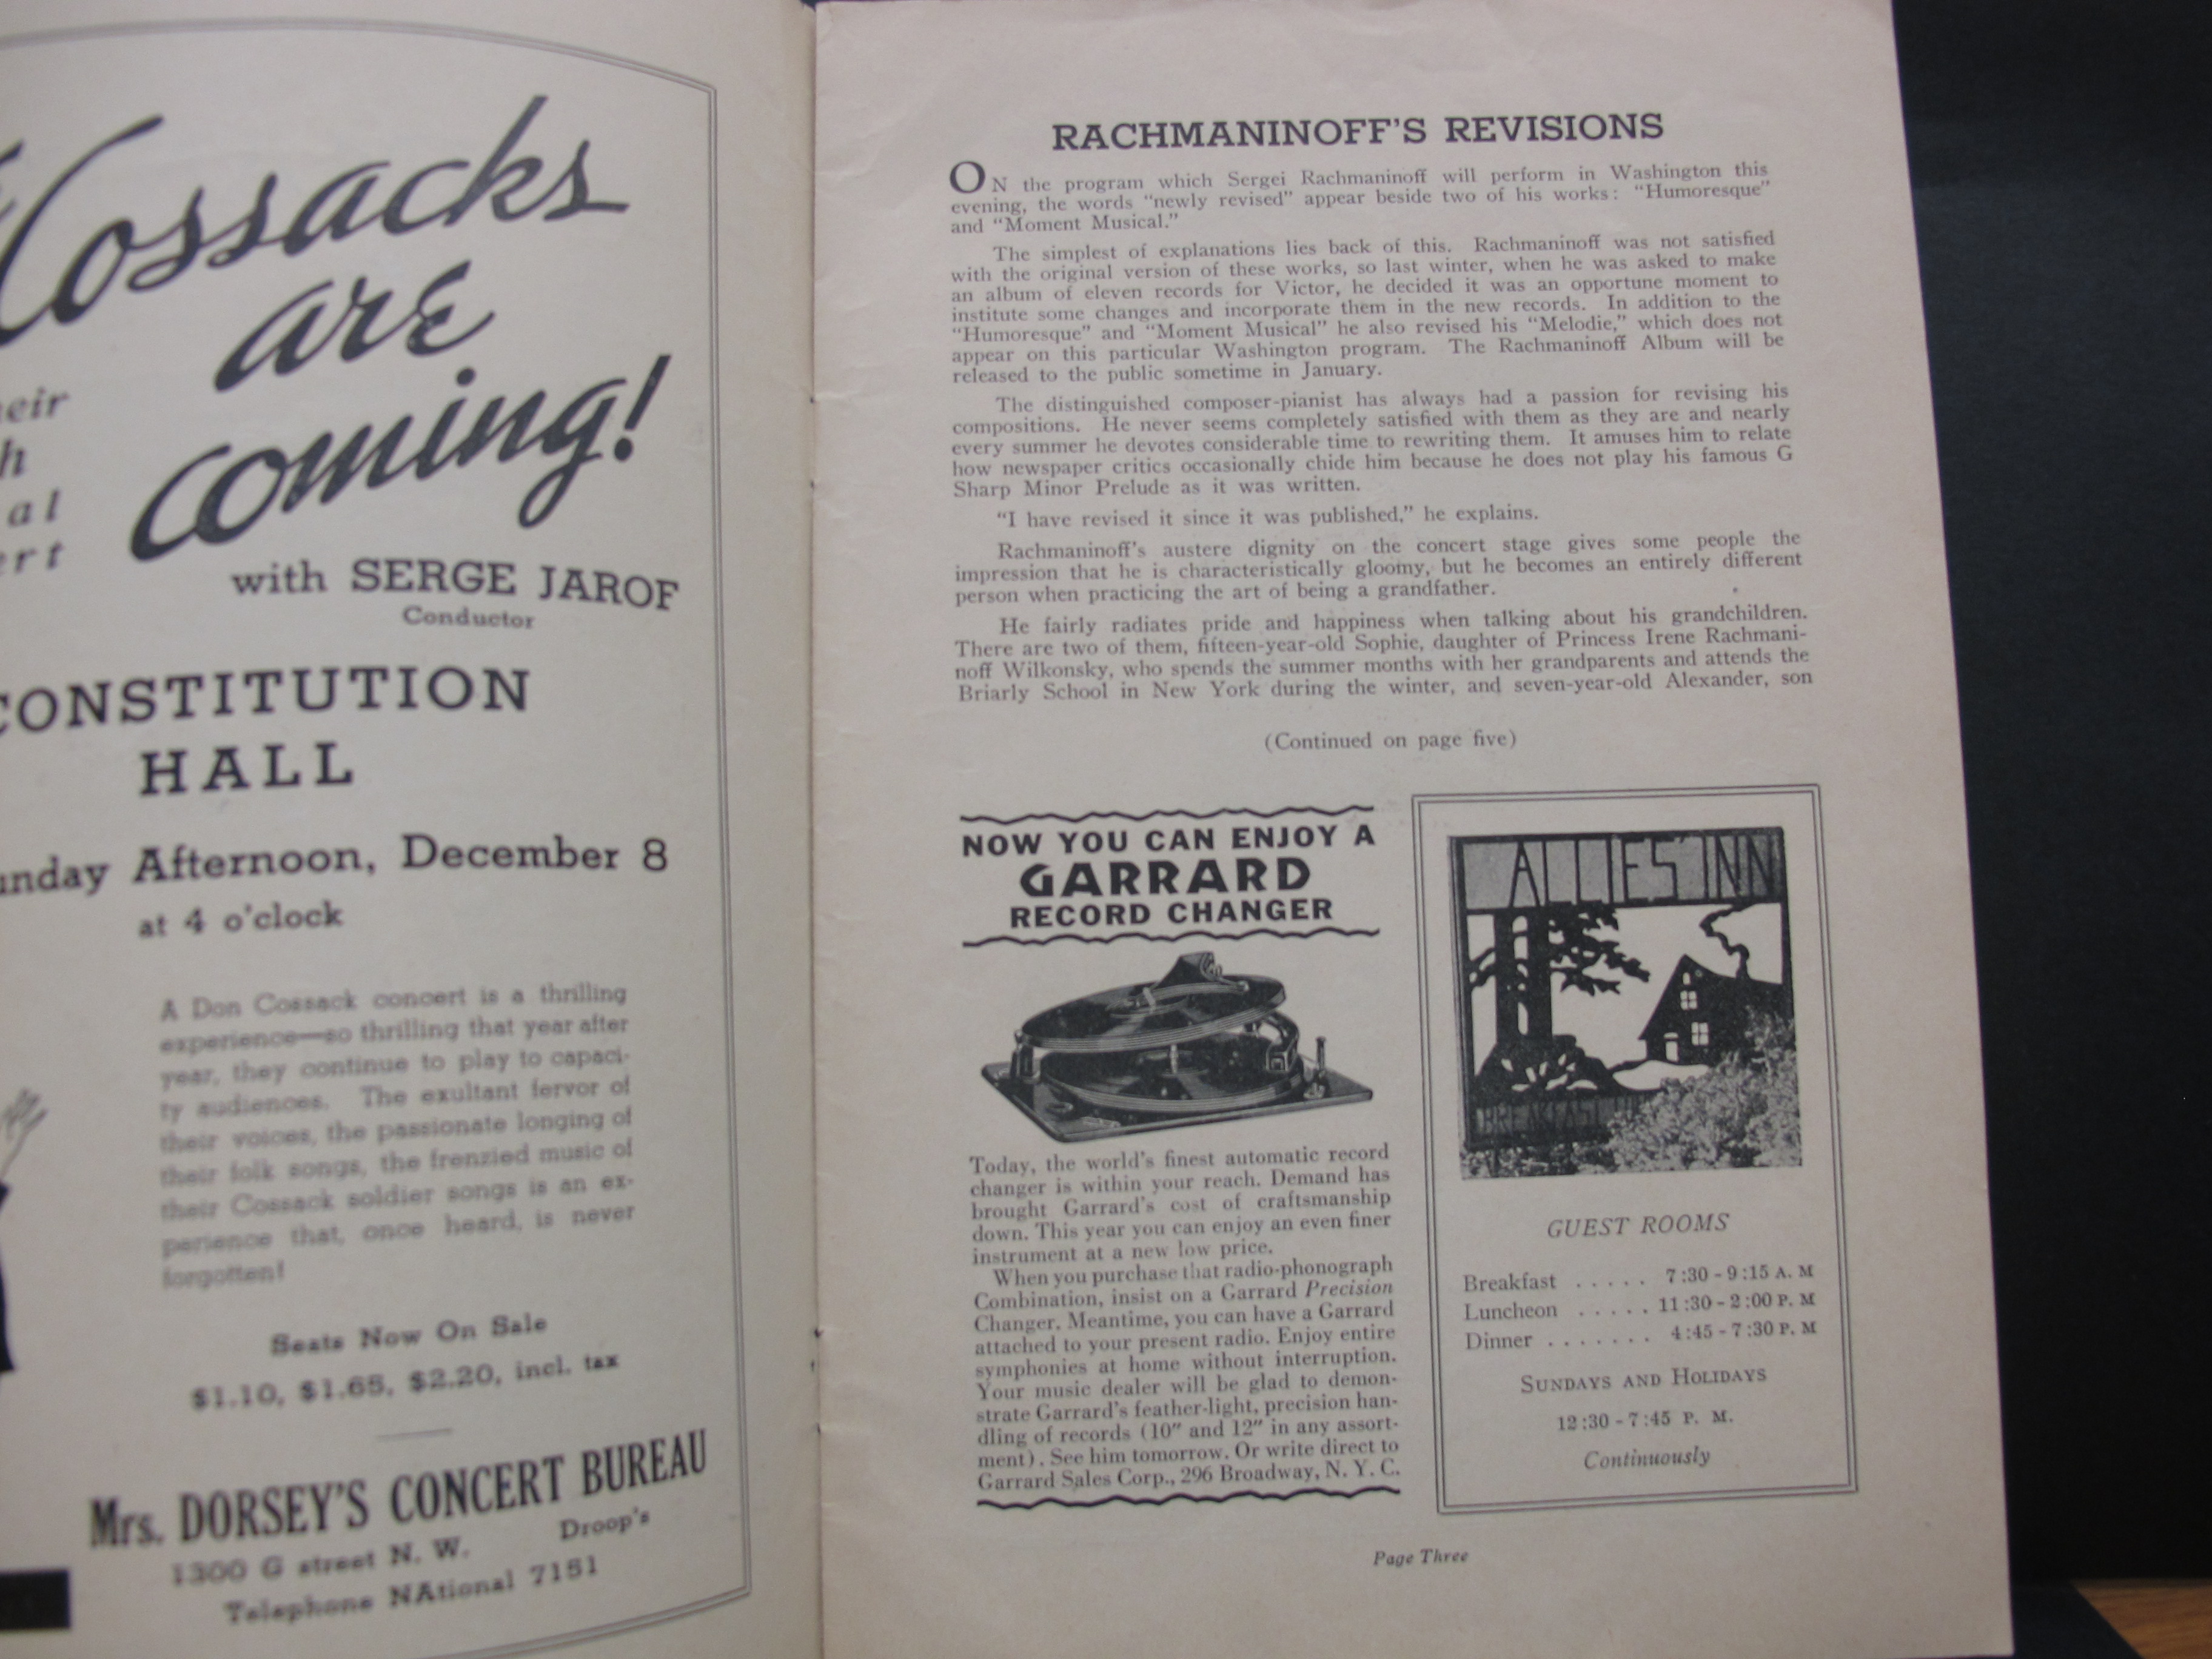 Cossacks
are
coming!
eir
h
al
ert
with SERGE JAROF
Conductor
CONSTITUTION
HALL
Afternoon, December 8
at 4 o'clock
A Don Cossack concert is a thrilling
experience—so thrilling that year after
year, they continue to play to capaci-
ty audiences. The exultant fervor of
their voices, the passionate longing of
their folk songs, the frenzied music of
their Cossack soldier songs is an ex-
perience that, once heard, is never
forgotten!
Seats Now On Sale
$1.10, $1.65, $2.20, incl. tax
Mrs. DORSEY'S CONCERT BUREAU
1300 G street N. W. Droop's
Telephone NAtional 7151
RACHMANINOFF'S REVISIONS
ON the program which Sergei Rachmaninoff will perform in Washington this
evening, the words "newly revised" appear beside two of his works: "Humoresque"
and "Moment Musical."
The simplest of explanations lies back of this. Rachmaninoff was not satisfied
with the original version of these works, so last winter, when he was asked to make
an album of eleven records for Victor, he decided it was an opportune moment to
institute some changes and incorporate them in the new records. In addition to the
"Humoresque" and "Moment Musical" he also revised his "Melodie," which does not
appear on this particular Washington program. The Rachmaninoff Album will be
released to the public sometime in January.
The distinguished composer-pianist has always had a passion for revising his
compositions. He never seems completely satisfied with them as they are and nearly
every summer he devotes considerable time to rewriting them. It amuses him to relate
how newspaper critics occasionally chide him because he does not play his famous G
Sharp Minor Prelude as it was written.
"I have revised it since it was published," he explains.
Rachmaninoff's austere dignity on the concert stage gives some people the
impression that he is characteristically gloomy, but he becomes an entirely different
person when practicing the art of being a grandfather.
He fairly radiates pride and happiness when talking about his grandchildren.
There are two of them, fifteen-year-old Sophie, daughter of Princess Irene Rachmani-
noff Wilkonsky, who spends the summer months with her grandparents and attends the
Briarly School in New York during the winter, and seven-year-old Alexander, son
(Continued on page five)
NOW YOU CAN ENJOY A
GARRARD
RECORD CHANGER
Today, the world's finest automatic record
changer is within your reach. Demand has
brought Garrard's cost of craftsmanship
down. This year you can enjoy an even finer
instrument at a new low price.
When you purchase that radio-phonograph
Combination, insist on a Garrard Precision
Changer. Meantime, you can have a Garrard
attached to your present radio. Enjoy entire
symphonies at home without interruption.
Your music dealer will be glad to demon-
strate Garrard's feather-light, precision han-
dling of records (10" and 12" in any assort-
ment). See him tomorrow. Or write direct to
Garrard Sales Corp., 296 Broadway, N. Y. C.
ALLIES' INN
BREAKFAST
GUEST ROOMS
Breakfast . . . . . 7:30 - 9:15 A. M
Luncheon . . . . . 11:30 - 2:00 P. M
Dinner . . . . . . . 4:45 - 7:30 P. M
SUNDAYS AND HOLIDAYS
12:30 - 7:45 P. M.
Continuously
Page Three